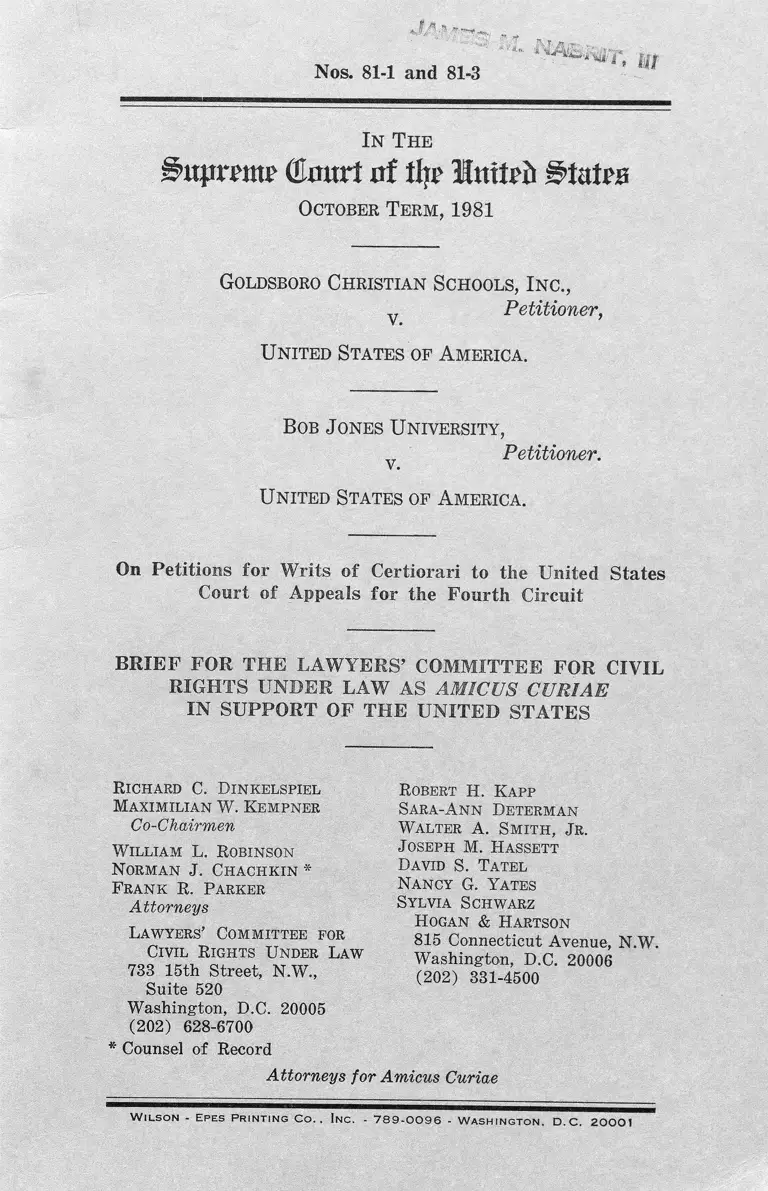 JAMES M. NABRIT, III
Nos. 81-1 and 81-3
IN THE
Supreme Court of the United States
OCTOBER TERM, 1981
GOLDSBORO CHRISTIAN SCHOOLS, INC.,
Petitioner,
v.
UNITED STATES OF AMERICA.
BOB JONES UNIVERSITY,
Petitioner.
v.
UNITED STATES OF AMERICA.
On Petitions for Writs of Certiorari to the United States
Court of Appeals for the Fourth Circuit
BRIEF FOR THE LAWYERS' COMMITTEE FOR CIVIL
RIGHTS UNDER LAW AS AMICUS CURIAE
IN SUPPORT OF THE UNITED STATES
RICHARD C. DINKELSPIEL
MAXIMILIAN W. KEMPNER
Co-Chairmen
WILLIAM L. ROBINSON
NORMAN J. CHACHKIN *
FRANK R. PARKER
Attorneys
LAWYERS' COMMITTEE FOR
CIVIL RIGHTS UNDER LAW
733 15th Street, N.W.,
Suite 520
Washington, D.C. 20005
(202) 628-6700
* Counsel of Record
ROBERT H. KAPP
SARA-ANN DETERMAN
WALTER A. SMITH, JR.
JOSEPH M. HASSETT
DAVID S. TATEL
NANCY G. YATES
SYLVIA SCHWARZ
HOGAN & HARTSON
815 Connecticut Avenue, N.W.
Washington, D.C. 20006
(202) 331-4500
Attorneys for Amicus Curiae
WILSON - EPES PRINTING CO., INC. - 789-0096 - WASHINGTON, D.C. 20001